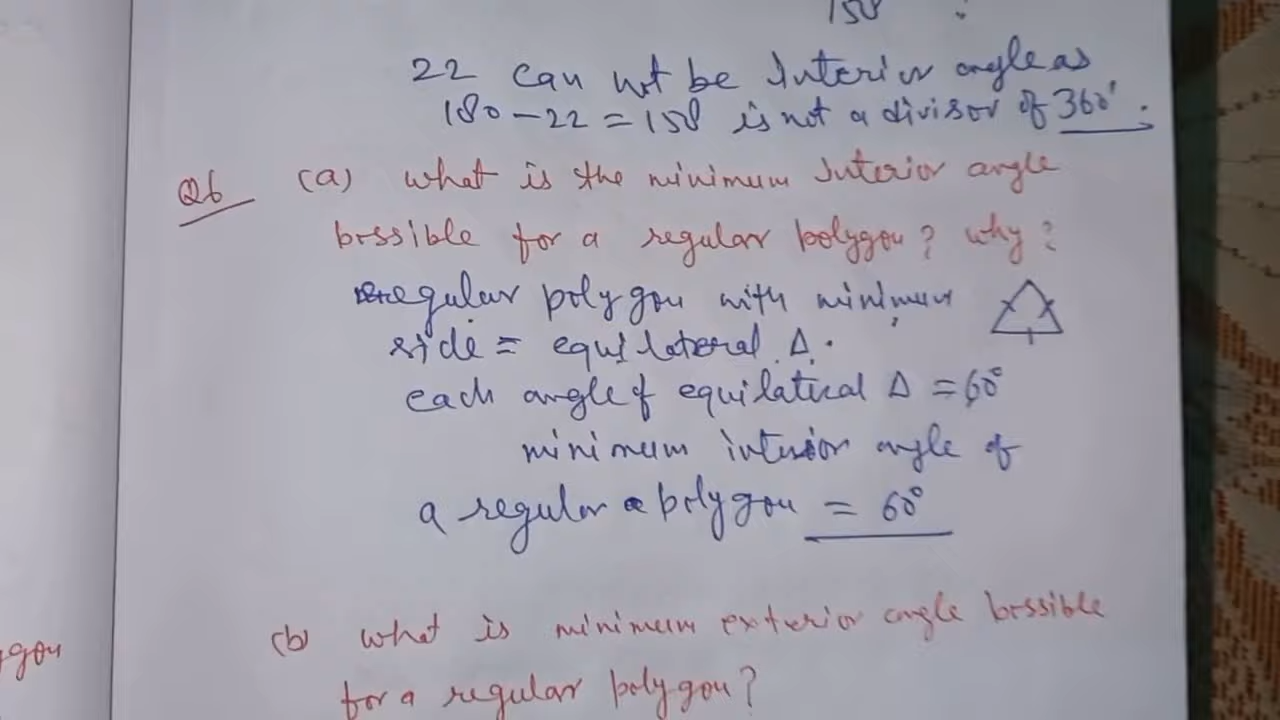 158
22 can not be Interior angle as
180 - 22 = 158 is not a divisor of 360°.
Q6 (a) what is the minimum Interior angle
possible for a regular polygon? why?
regular polygon with minimum
side = equilateral Δ.
each angle of equilateral Δ = 60°
minimum interior angle of
a regular polygon = 60°
(b) what is minimum exterior angle possible
gon
for a regular polygon?